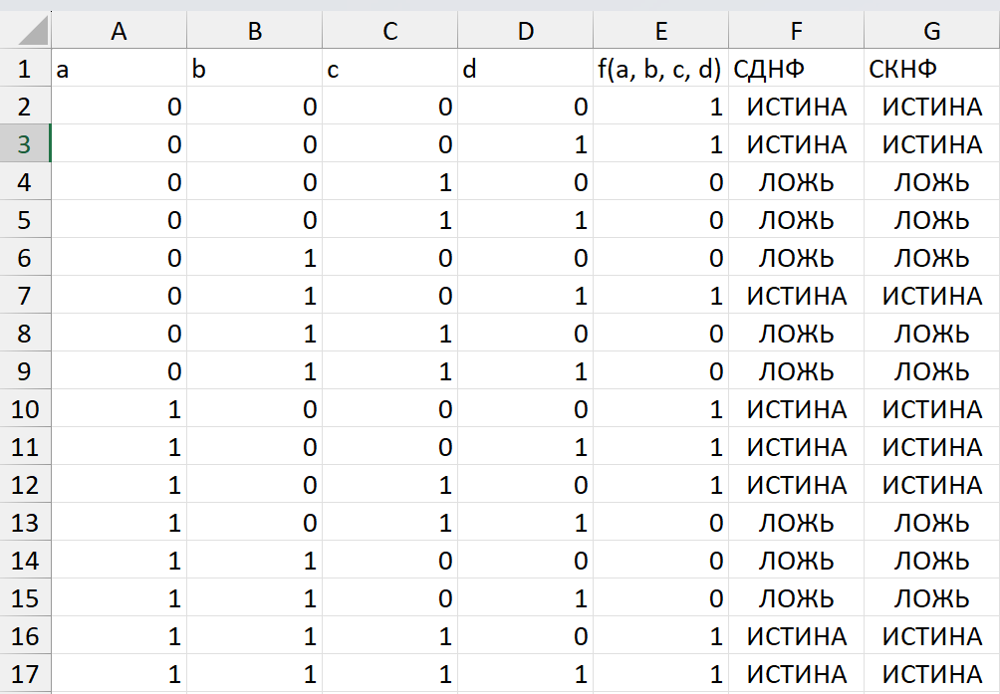 A B C D E F G
1 a b c d f(a, b, c, d) СДНФ СКНФ
2 0 0 0 0 1 ИСТИНА ИСТИНА
3 0 0 0 1 1 ИСТИНА ИСТИНА
4 0 0 1 0 0 ЛОЖЬ ЛОЖЬ
5 0 0 1 1 0 ЛОЖЬ ЛОЖЬ
6 0 1 0 0 0 ЛОЖЬ ЛОЖЬ
7 0 1 0 1 1 ИСТИНА ИСТИНА
8 0 1 1 0 0 ЛОЖЬ ЛОЖЬ
9 0 1 1 1 0 ЛОЖЬ ЛОЖЬ
10 1 0 0 0 1 ИСТИНА ИСТИНА
11 1 0 0 1 1 ИСТИНА ИСТИНА
12 1 0 1 0 1 ИСТИНА ИСТИНА
13 1 0 1 1 0 ЛОЖЬ ЛОЖЬ
14 1 1 0 0 0 ЛОЖЬ ЛОЖЬ
15 1 1 0 1 0 ЛОЖЬ ЛОЖЬ
16 1 1 1 0 1 ИСТИНА ИСТИНА
17 1 1 1 1 1 ИСТИНА ИСТИНА